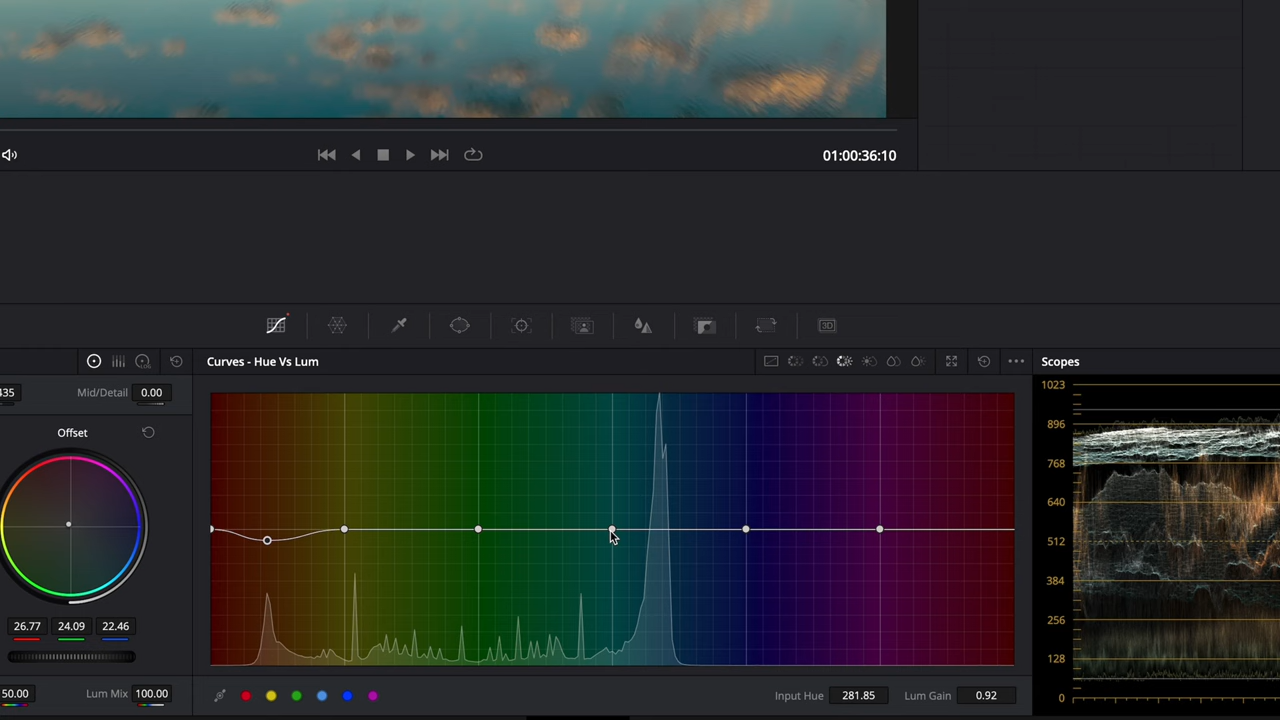 01:00:36:10
3D
Curves - Hue Vs Lum
Scopes
435
Mid/Detail 0.00
Offset
26.77 24.09 22.46
50.00
Lum Mix 100.00
Input Hue 281.85
Lum Gain 0.92
1023
896
768
640
512
384
256
128
0